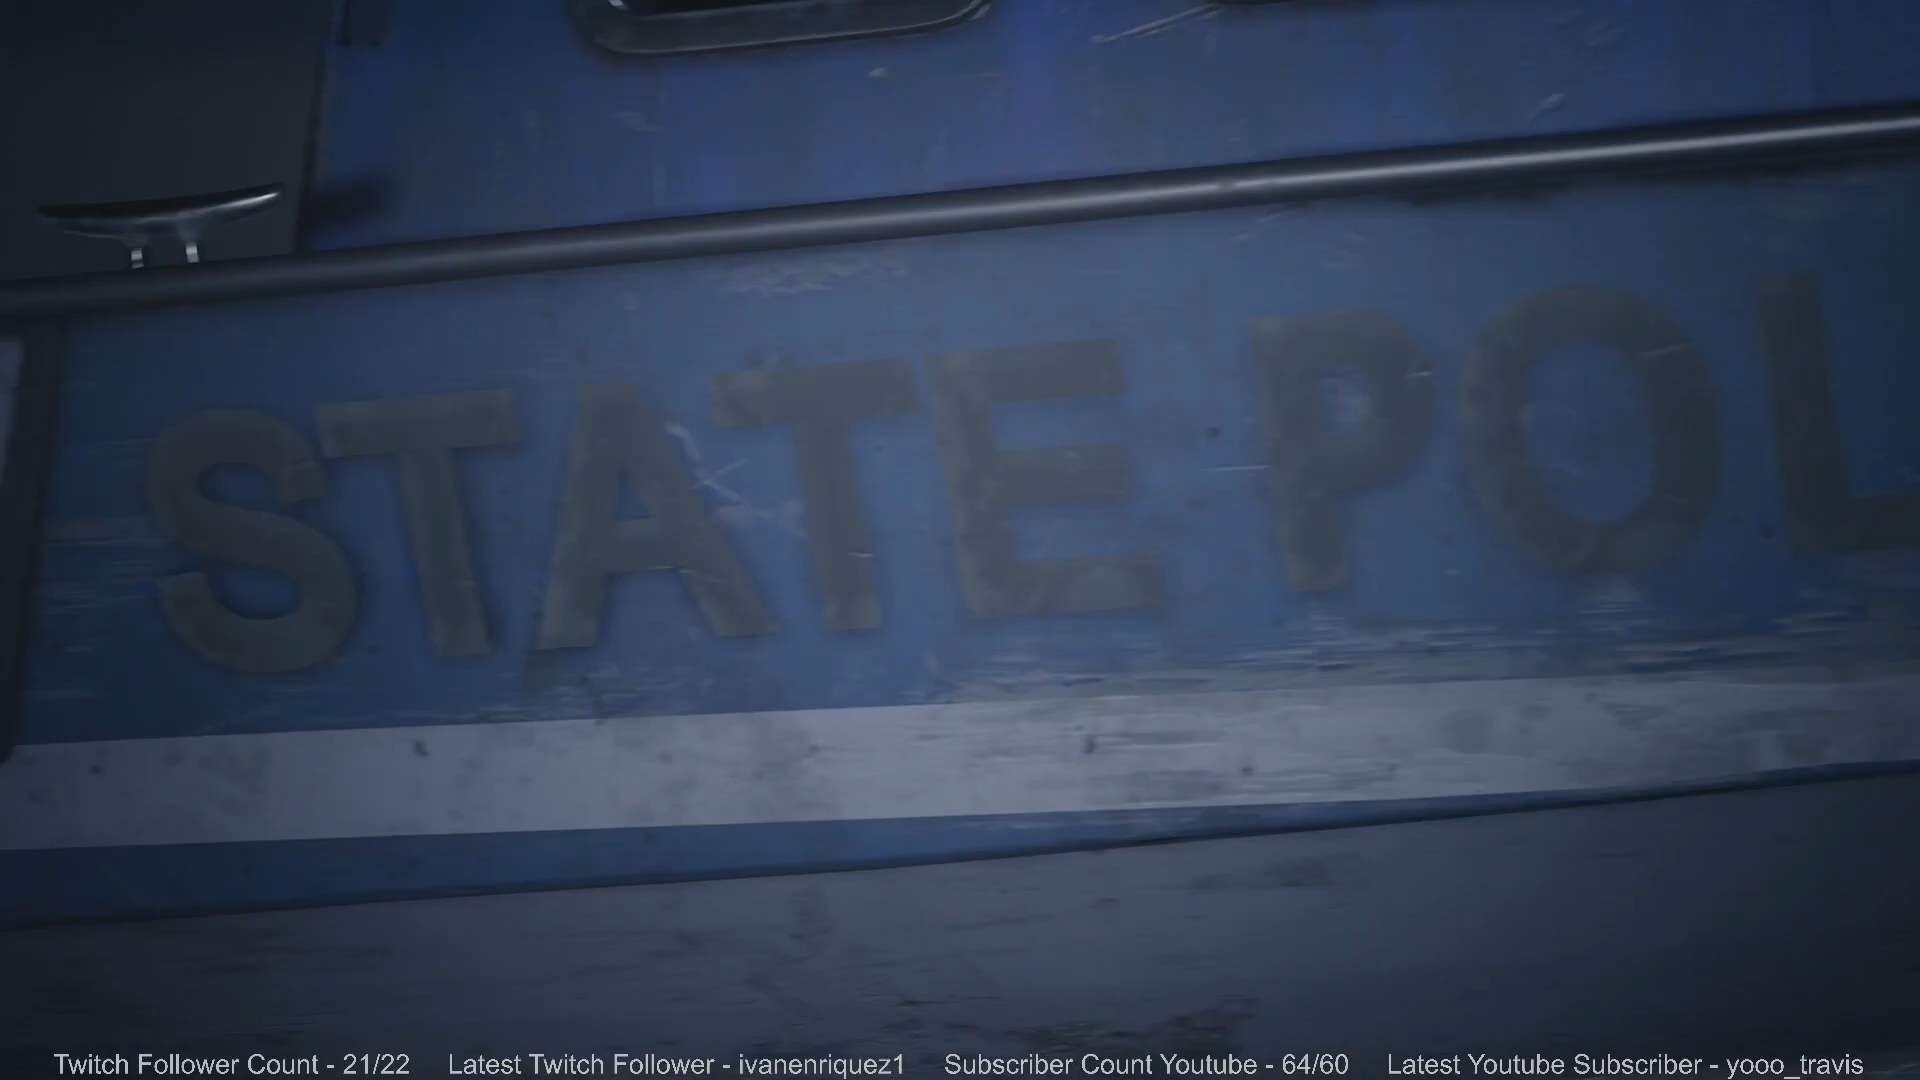 STATE POL
Twitch Follower Count - 21/22 Latest Twitch Follower - ivanenriquez1 Subscriber Count Youtube - 64/60 Latest Youtube Subscriber - yooo_travis